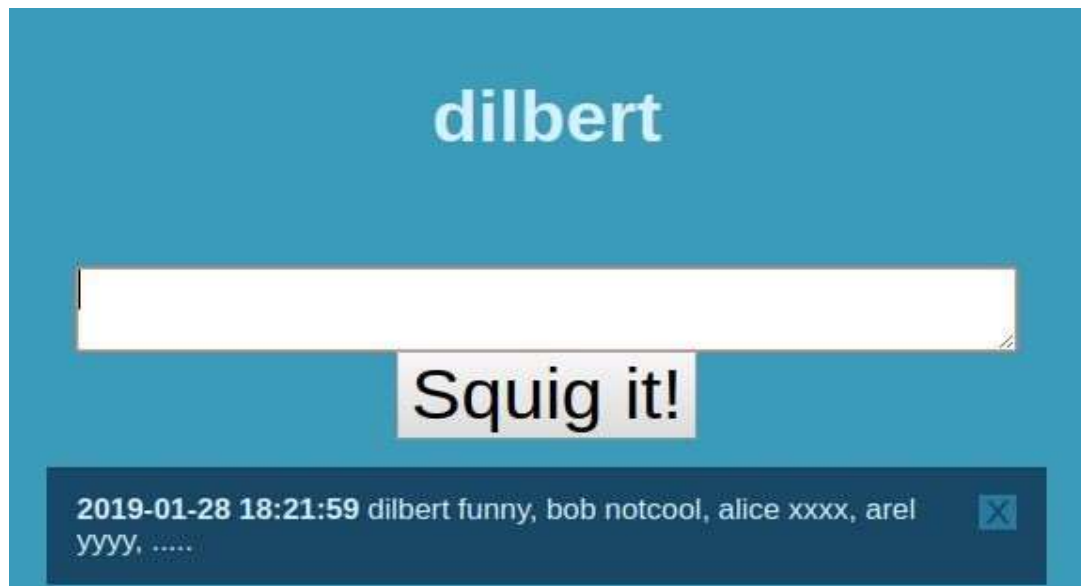 dilbert
Squig it!
2019-01-28 18:21:59 dilbert funny, bob notcool, alice xxxx, arel
yyyy, .....
X